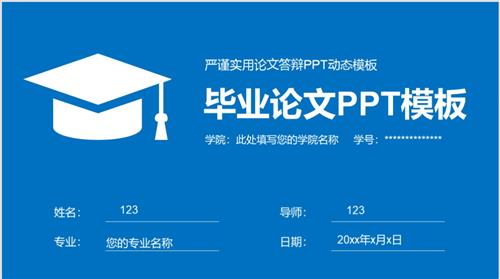 严谨实用论文答辩PPT动态模板
毕业论文PPT模板
学院：此处填写您的学院名称 学号：**************
姓名： 123 导师： 123
专业： 您的专业名称 日期： 20xx年x月x日